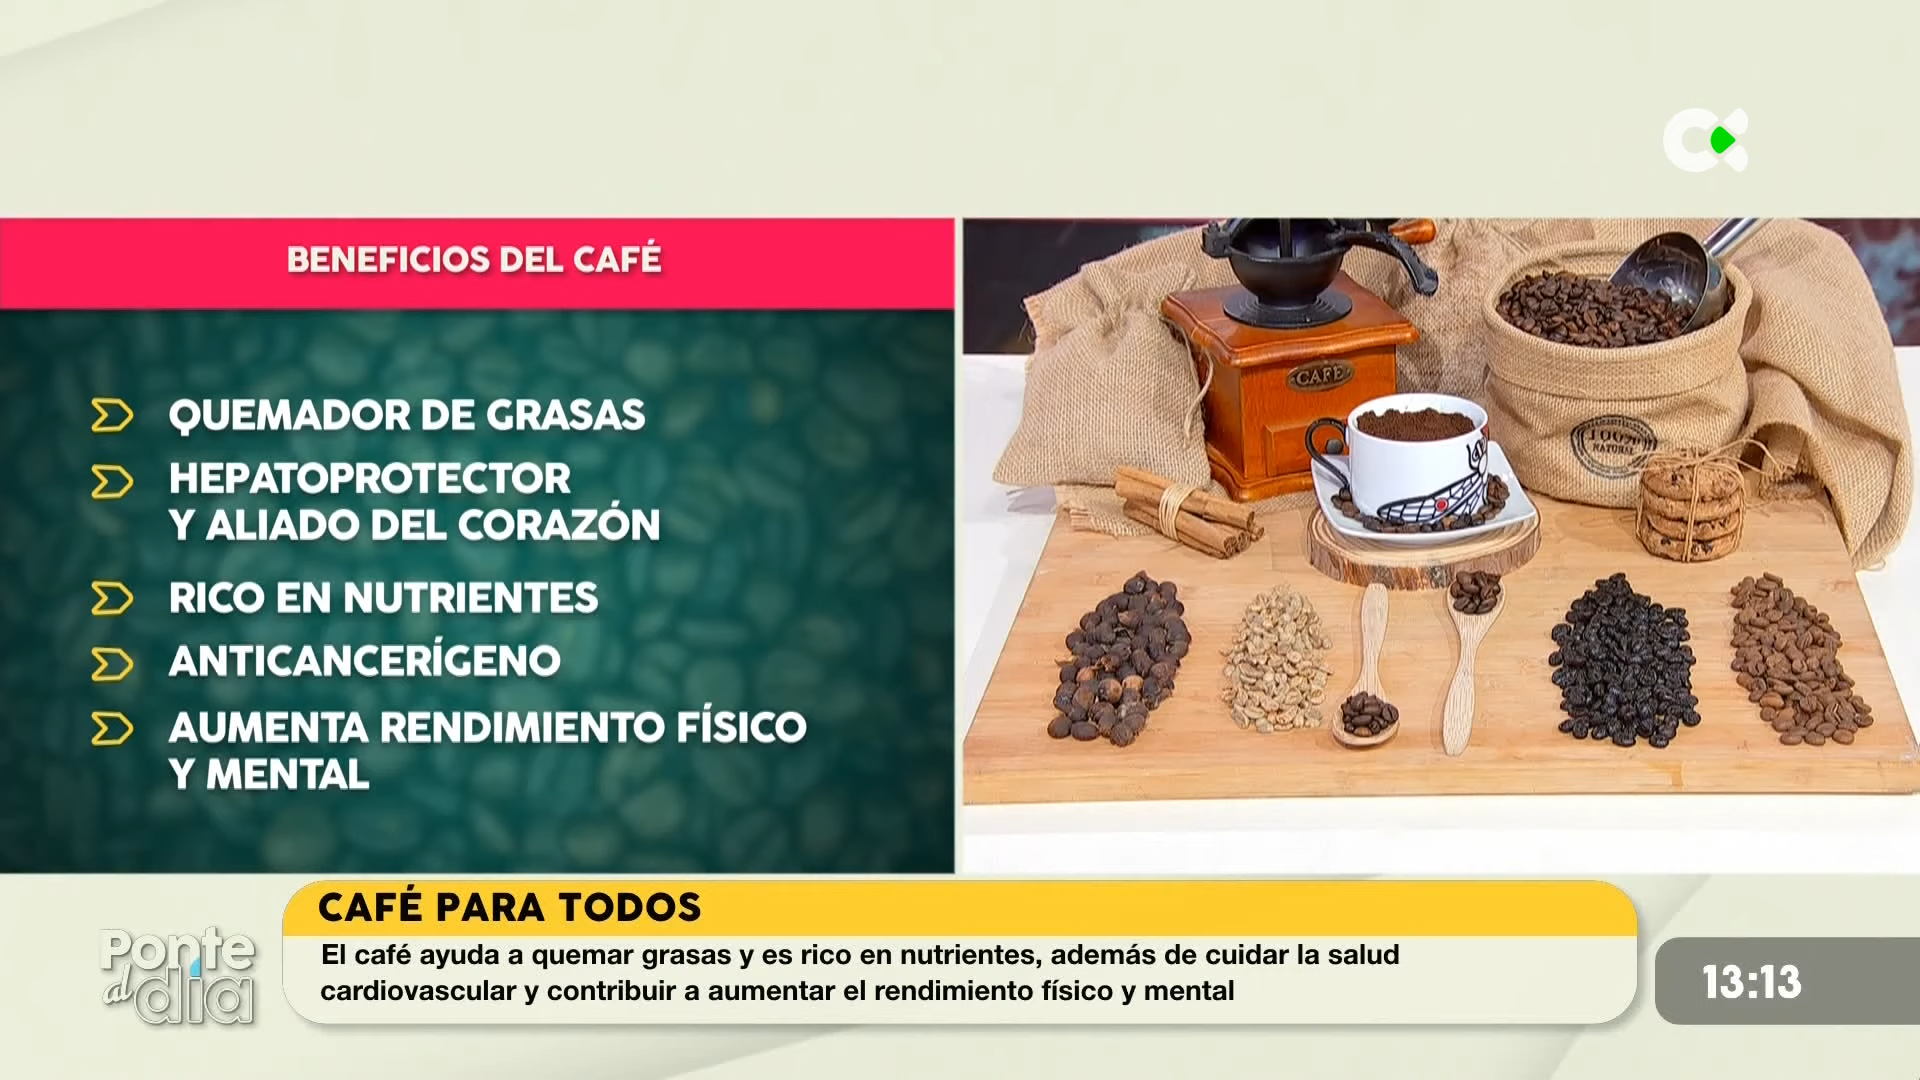 BENEFICIOS DEL CAFÉ
QUEMADOR DE GRASAS
HEPATOPROTECTOR
Y ALIADO DEL CORAZÓN
RICO EN NUTRIENTES
ANTICANCERÍGENO
AUMENTA RENDIMIENTO FÍSICO
Y MENTAL
CAFÉ
100%
NATURAL
CAFÉ PARA TODOS
El café ayuda a quemar grasas y es rico en nutrientes, además de cuidar la salud
cardiovascular y contribuir a aumentar el rendimiento físico y mental
Ponte
al día
13:13